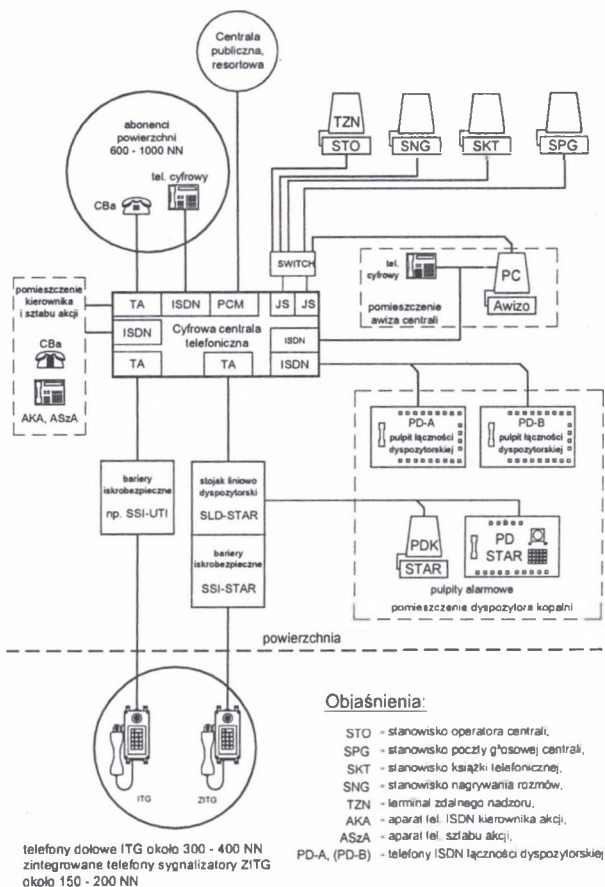 Centrala
publiczna,
resortowa
abonenci
powierzchni
600 - 1000 NN
tel. cyfrowy
CBa
TZN
STO
SNG
SKT
SPG
SWITCH
tel.
cyfrowy
PC
Awizo
pomieszczenie
awiza centrali
pomieszczenie
kierownika
i sztabu akcji
CBa
AKA, ASzA
TA
ISDN
PCM
JS
JS
ISDN
Cyfrowa centrala
telefoniczna
ISDN
TA
TA
ISDN
PD-A
pulpit łączności
dyspozytorskiej
PD-B
pulpit łączności
dyspozytorskiej
bariery
iskrobezpieczne
np. SSI-UTI
stojak liniowo
dyspozytorski
SLD-STAR
bariery
iskrobezpieczne
SSI-STAR
PDK
STAR
PD
STAR
pulpity alarmowe
pomieszczenie dyspozytora kopalni
powierzchnia
ITG
ZITG
telefony dołowe ITG około 300 - 400 NN
zintegrowane telefony sygnalizatory ZITG
około 150 - 200 NN
Objaśnienia:
STO - stanowisko operatora centrali,
SPG - stanowisko poczty g³osowej centrali,
SKT - stanowisko książki telefonicznej,
SNG - stanowisko nagrywania rozmów,
TZN - terminal zdalnego nadzoru,
AKA - aparat tel. ISDN kierownika akcji,
ASzA - aparat tel. sztabu akcji,
PD-A, (PD-B) - telefony ISDN łączności dyspozytorskiej